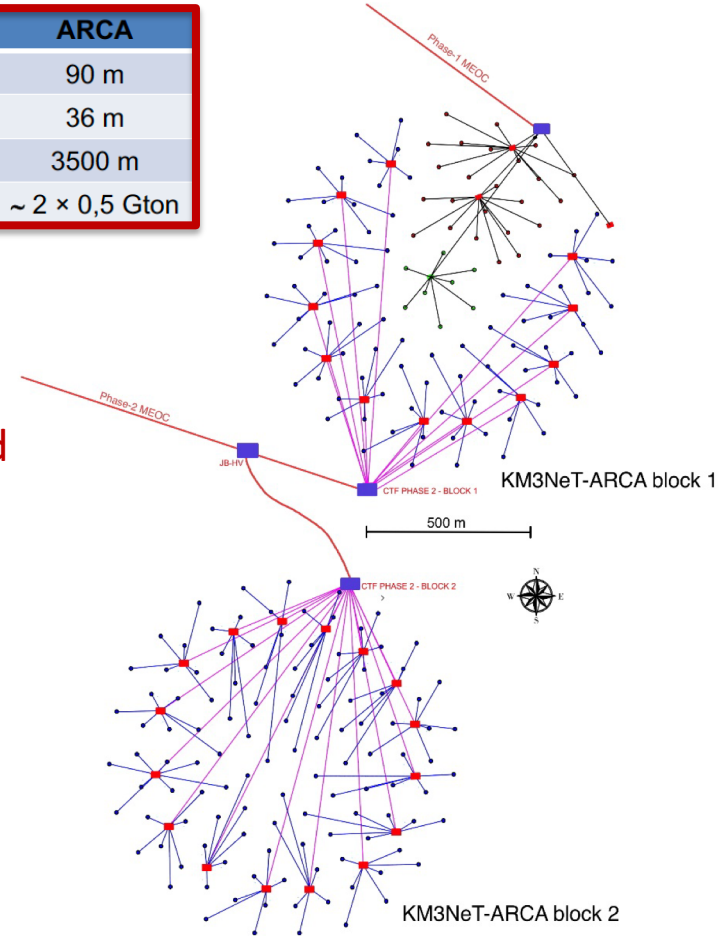 ARCA
90 m
36 m
3500 m
~ 2 × 0,5 Gton
Phase-1 MEOC
Phase-2 MEOC
JB-HV
CTF PHASE 2 - BLOCK 1
KM3NeT-ARCA block 1
500 m
CTF PHASE 2 - BLOCK 2
N
W E
S
KM3NeT-ARCA block 2